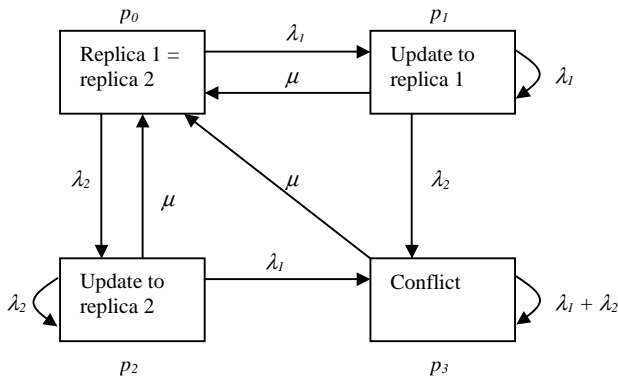 p0
p1
Replica 1 =
replica 2
λ1
Update to
replica 1
λ1
μ
λ2
μ
μ
λ2
Update to
replica 2
λ1
Conflict
λ2
λ1 + λ2
p2
p3